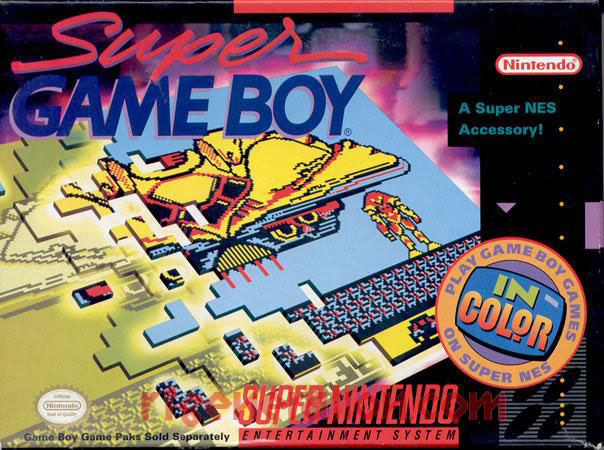 Super
GAME BOY®
Nintendo®
A Super NES
Accessory!
PLAY GAME BOY GAMES
IN
COLOR
ON SUPER NES
Official
Nintendo
Seal of Quality
SUPER NINTENDO
ENTERTAINMENT SYSTEM
Game Boy Game Paks Sold Separately